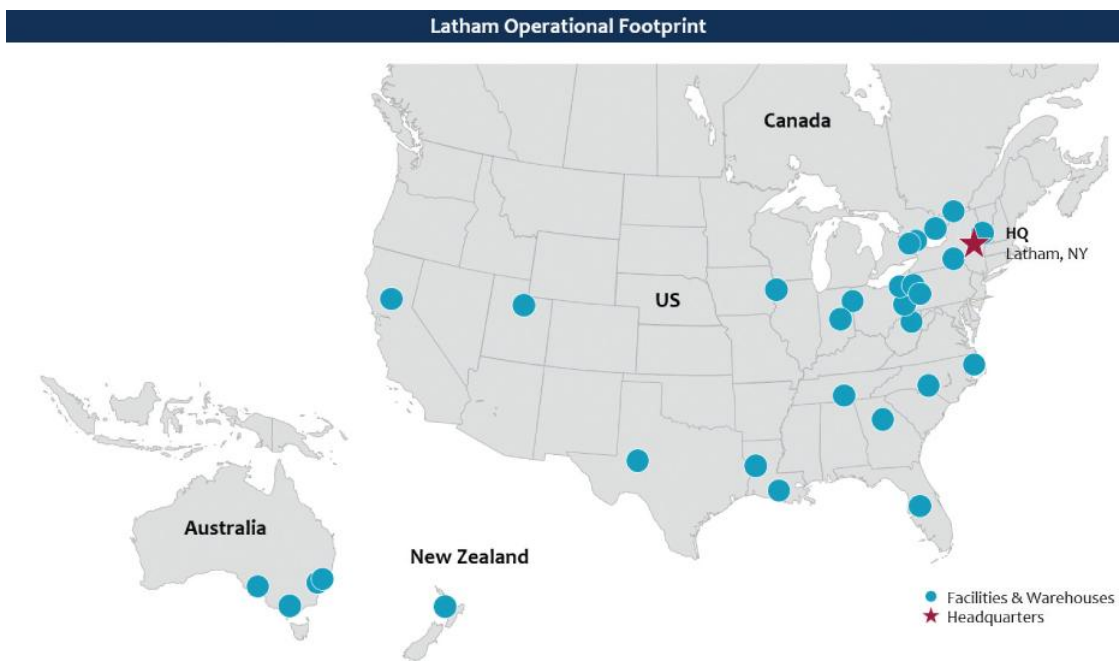 Latham Operational Footprint
Canada
HQ
Latham, NY
US
Australia
New Zealand
Facilities & Warehouses
Headquarters